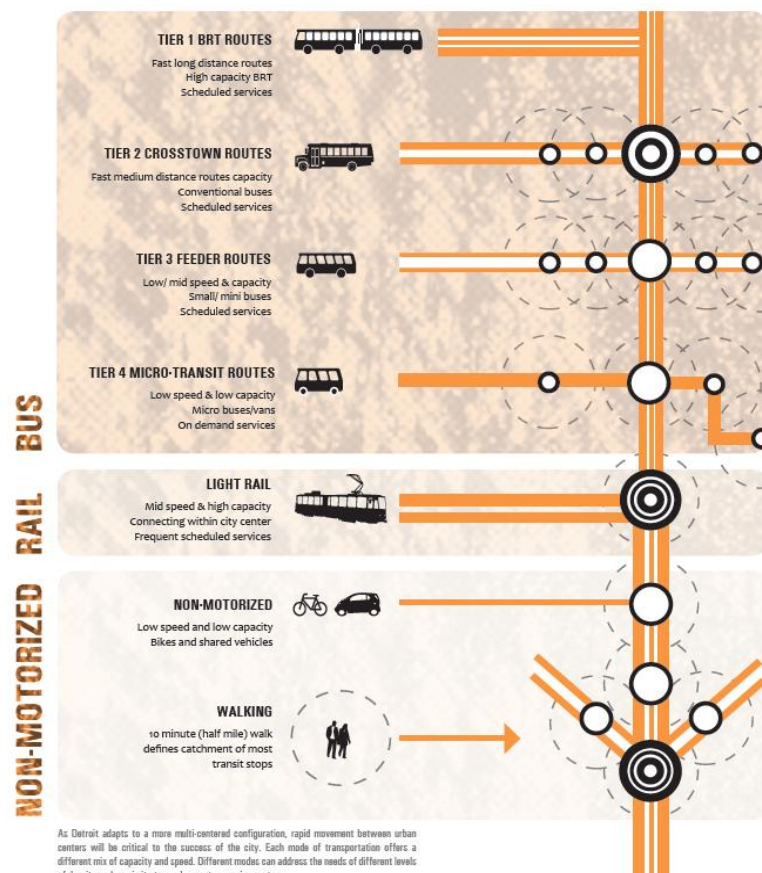 TIER 1 BRT ROUTES
Fast long distance routes
High capacity BRT
Scheduled services
TIER 2 CROSSTOWN ROUTES
Fast medium distance routes capacity
Conventional buses
Scheduled services
TIER 3 FEEDER ROUTES
Low/ mid speed & capacity
Small/ mini buses
Scheduled services
TIER 4 MICRO-TRANSIT ROUTES
Low speed & low capacity
Micro buses/vans
On demand services
BUS
LIGHT RAIL
Mid speed & high capacity
Connecting within city center
Frequent scheduled services
RAIL
NON-MOTORIZED
Low speed and low capacity
Bikes and shared vehicles
WALKING
10 minute (half mile) walk
defines catchment of most
transit stops
NON-MOTORIZED
As Detroit adapts to a more multi-centered configuration, rapid movement between urban
centers will be critical to the success of the city. Each mode of transportation offers a
different mix of capacity and speed. Different modes can address the needs of different levels